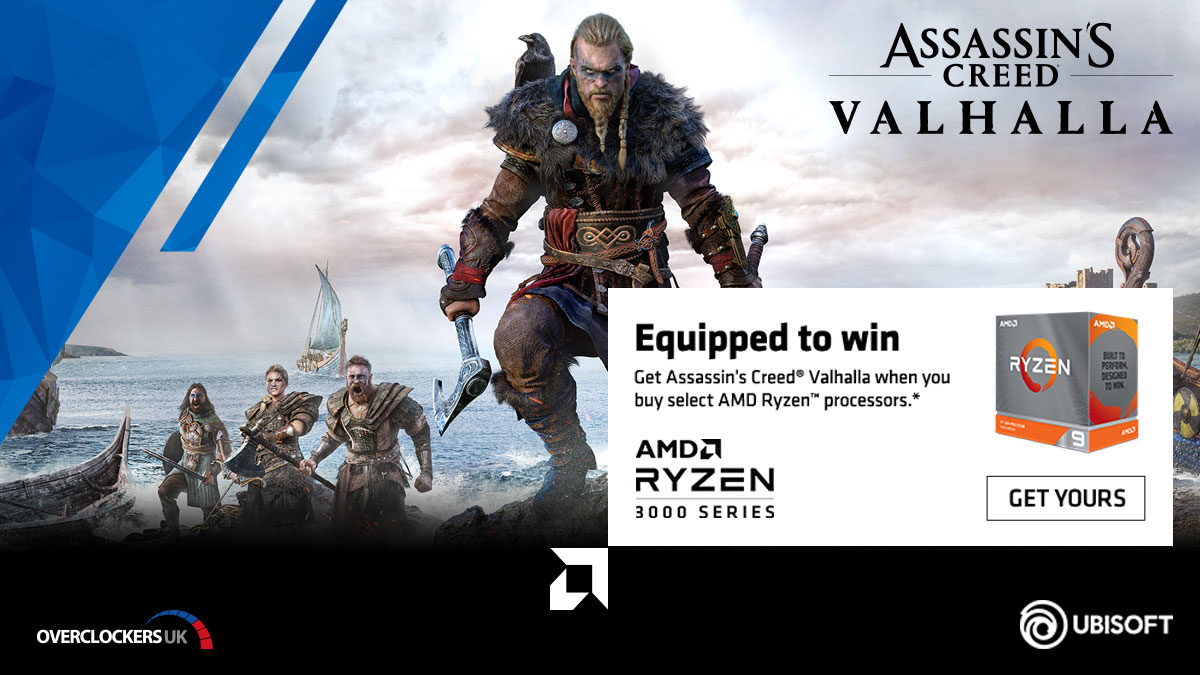 ASSASSIN'S
CREED
VALHALLA
Equipped to win
Get Assassin's Creed® Valhalla when you
buy select AMD Ryzen™ processors.*
AMD
RYZEN
3000 SERIES
AMD
AMD
RYZEN
BUILT TO
PERFORM,
DESIGNED
TO WIN.
9
AMD
GET YOURS
OVERCLOCKERS UK
UBISOFT